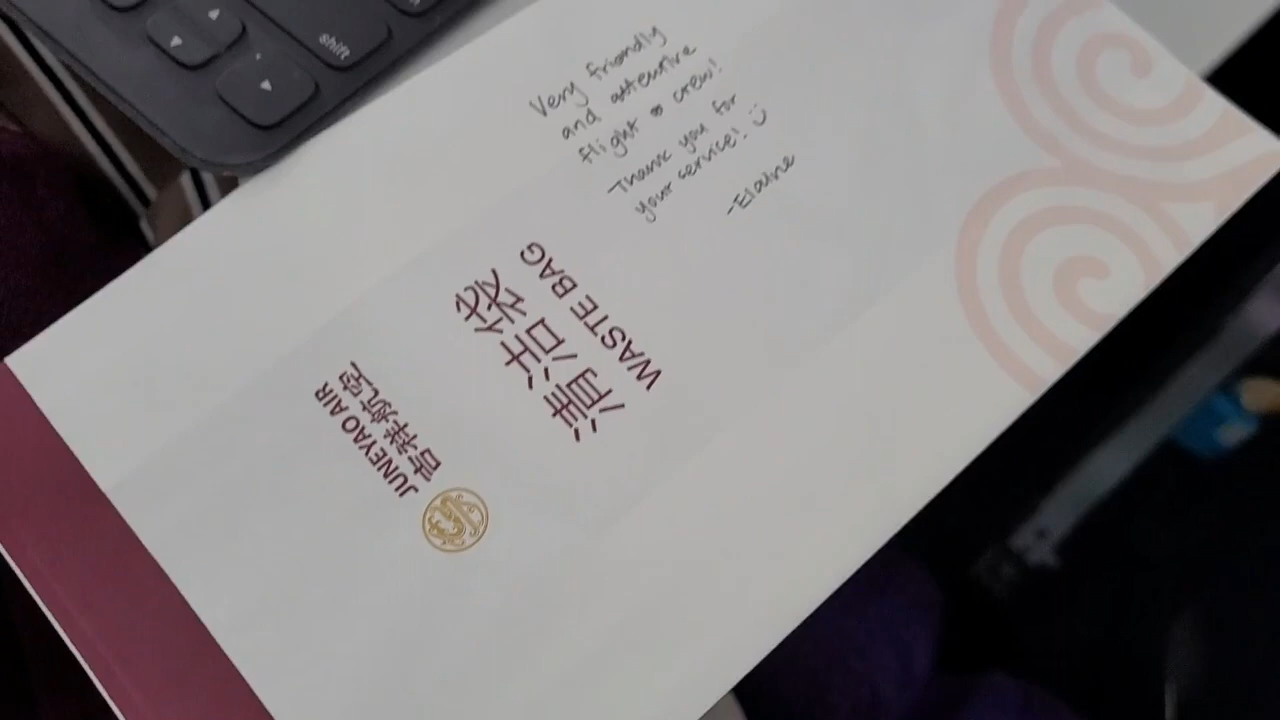 shift
Very friendly
and attentive
flight crew!
Thank you for
your service! :)
-Elaine
清洁袋
WASTE BAG
JUNEYAO AIR
吉祥航空